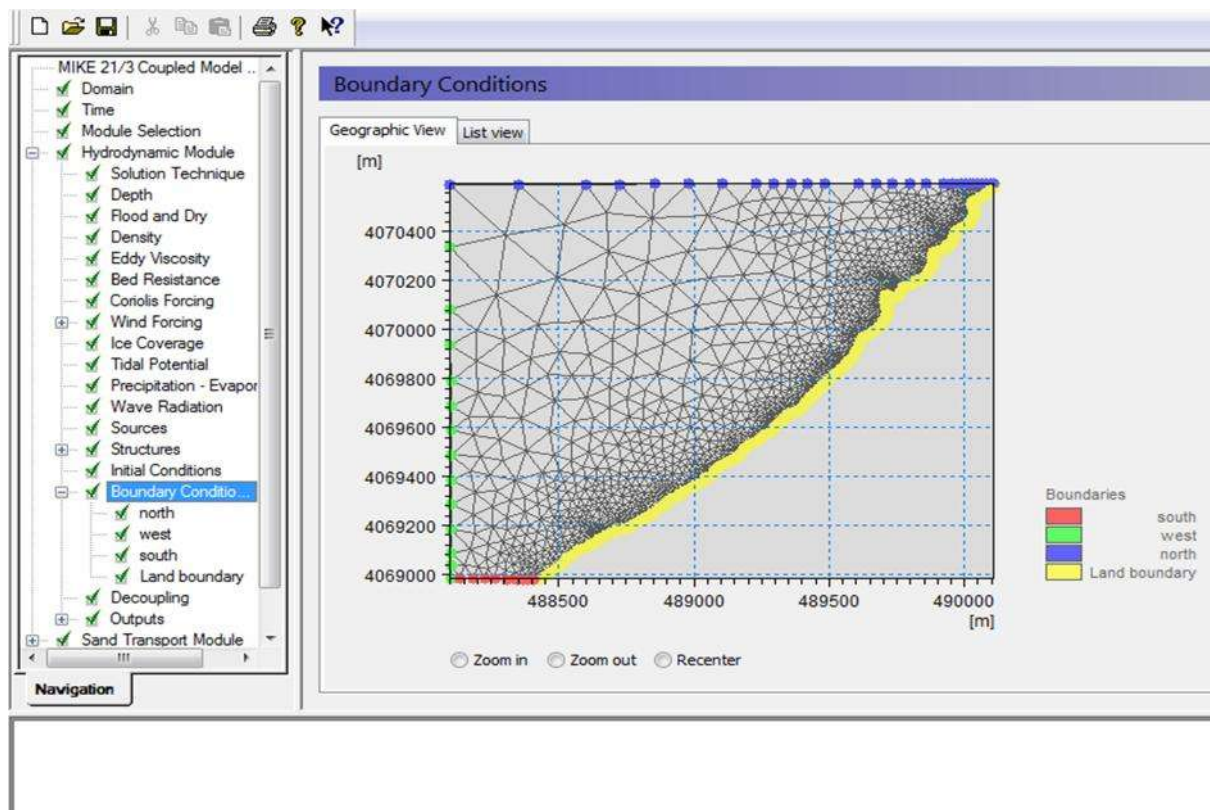 MIKE 21/3 Coupled Model ..
Domain
Time
Module Selection
Hydrodynamic Module
Solution Technique
Depth
Flood and Dry
Density
Eddy Viscosity
Bed Resistance
Coriolis Forcing
Wind Forcing
Ice Coverage
Tidal Potential
Precipitation - Evapor
Wave Radiation
Sources
Structures
Initial Conditions
Boundary Conditio...
north
west
south
Land boundary
Decoupling
Outputs
Sand Transport Module
Navigation
Boundary Conditions
Geographic View
List view
[m]
4070400
4070200
4070000
4069800
4069600
4069400
4069200
4069000
488500 489000 489500 490000
[m]
Boundaries
south
west
north
Land boundary
Zoom in Zoom out Recenter